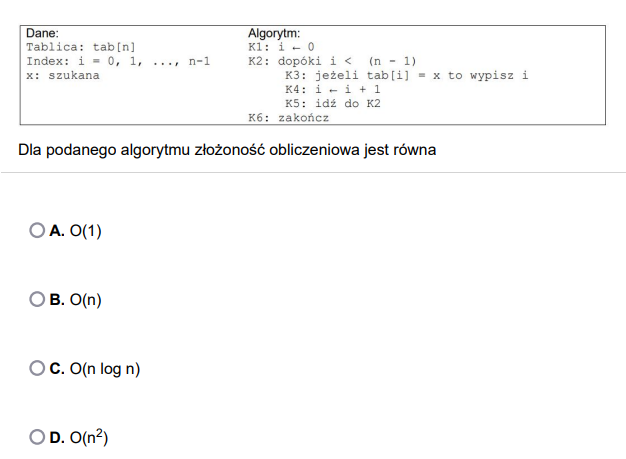 Dane:
Tablica: tab[n]
Index: i = 0, 1, ..., n-1
x: szukana
Algorytm:
K1: i ← 0
K2: dopóki i < (n - 1)
K3: jeżeli tab[i] = x to wypisz i
K4: i ← i + 1
K5: idź do K2
K6: zakończ
Dla podanego algorytmu złożoność obliczeniowa jest równa
A. O(1)
B. O(n)
C. O(n log n)
D. O(n²)